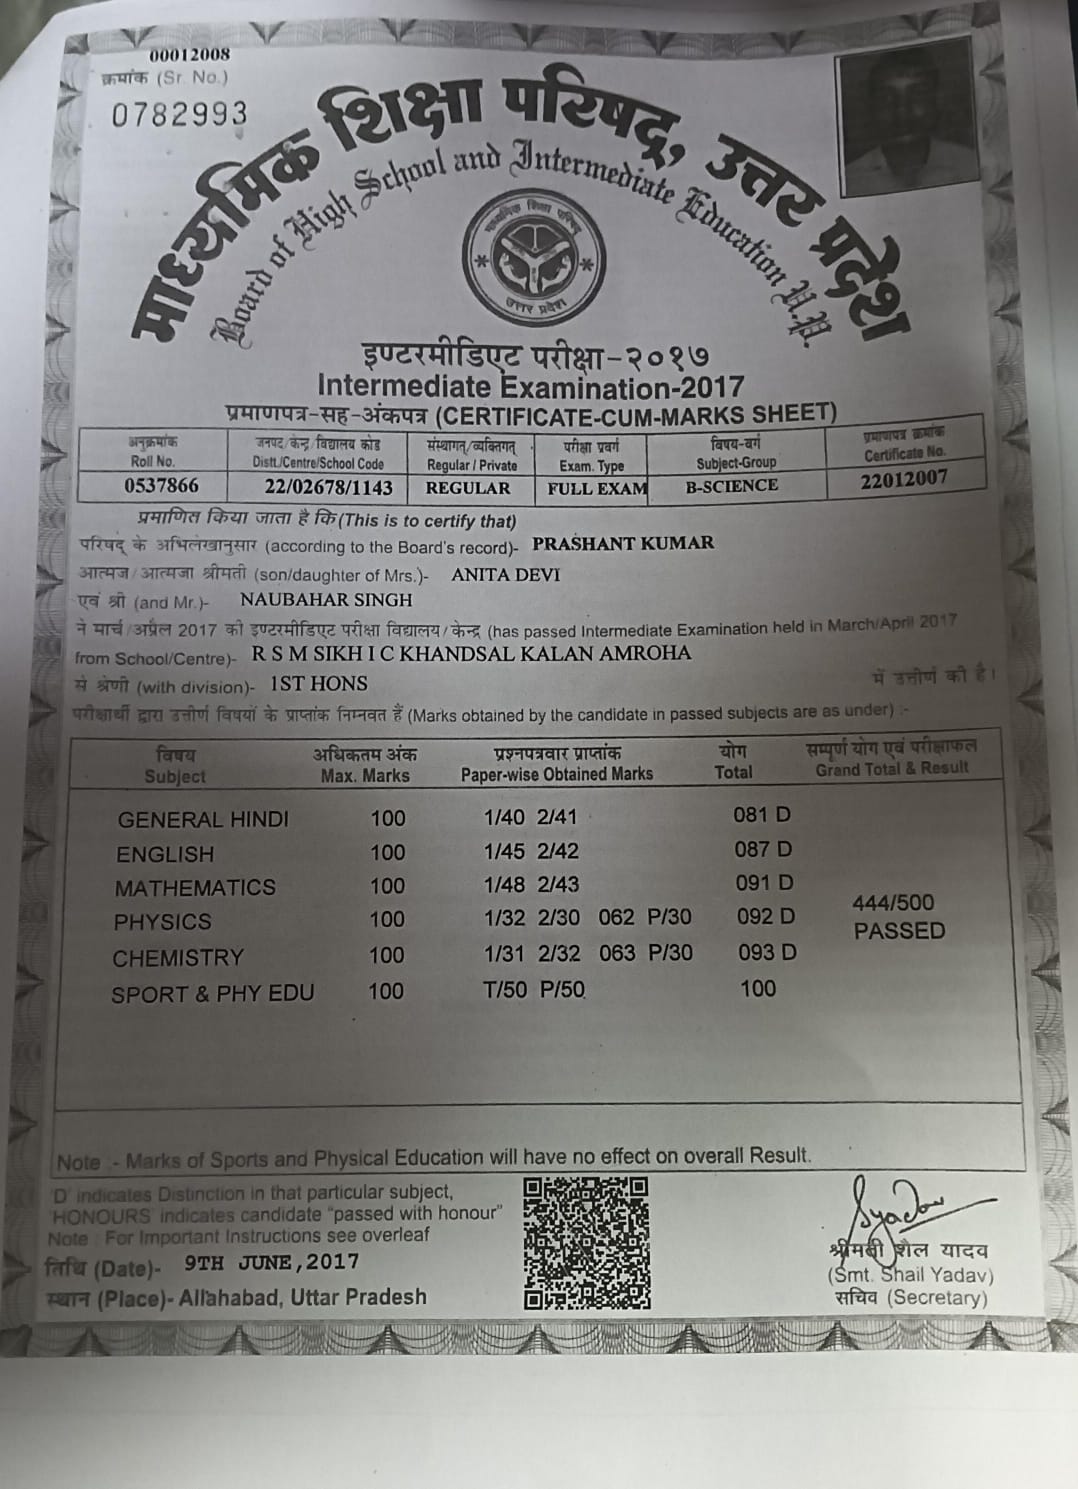 00012008
क्रमांक (Sr. No.)
0782993
माध्यमिक शिक्षा परिषद्, उत्तर प्रदेश
Board of High School and Intermediate Education U.P.
माध्यमिक शिक्षा परिषद्
उत्तर प्रदेश
इण्टरमीडिएट परीक्षा-२०१७
Intermediate Examination-2017
प्रमाणपत्र-सह-अंकपत्र (CERTIFICATE-CUM-MARKS SHEET)
अनुक्रमांक जनपद/केन्द्र/विद्यालय कोड संस्थागत्/व्यक्तिगत् परीक्षा प्रवर्ग विषय-वर्ग प्रमाणपत्र क्रमांक
Roll No. Distt./Centre/School Code Regular / Private Exam. Type Subject-Group Certificate No.
0537866 22/02678/1143 REGULAR FULL EXAM B-SCIENCE 22012007
प्रमाणित किया जाता है कि (This is to certify that)
परिषद् के अभिलेखानुसार (according to the Board's record)- PRASHANT KUMAR
आत्मज/आत्मजा श्रीमती (son/daughter of Mrs.)- ANITA DEVI
एवं श्री (and Mr.)- NAUBAHAR SINGH
ने मार्च/अप्रैल 2017 की इण्टरमीडिएट परीक्षा विद्यालय/केन्द्र (has passed Intermediate Examination held in March/April 2017
from School/Centre)- R S M SIKH I C KHANDSAL KALAN AMROHA
से श्रेणी (with division)- 1ST HONS में उत्तीर्ण की है।
परीक्षार्थी द्वारा उत्तीर्ण विषयों के प्राप्तांक निम्नवत हैं (Marks obtained by the candidate in passed subjects are as under) :-
विषय अधिकतम अंक प्रश्नपत्रवार प्राप्तांक योग सम्पूर्ण योग एवं परीक्षाफल
Subject Max. Marks Paper-wise Obtained Marks Total Grand Total & Result
GENERAL HINDI 100 1/40 2/41 081 D
ENGLISH 100 1/45 2/42 087 D
MATHEMATICS 100 1/48 2/43 091 D
PHYSICS 100 1/32 2/30 062 P/30 092 D 444/500
PASSED
CHEMISTRY 100 1/31 2/32 063 P/30 093 D
SPORT & PHY EDU 100 T/50 P/50 100
Note :- Marks of Sports and Physical Education will have no effect on overall Result.
'D' indicates Distinction in that particular subject,
'HONOURS' indicates candidate "passed with honour"
Note : For Important Instructions see overleaf
तिथि (Date)- 9TH JUNE, 2017
स्थान (Place)- Allahabad, Uttar Pradesh
Syadav
श्रीमती शैल यादव
(Smt. Shail Yadav)
सचिव (Secretary)